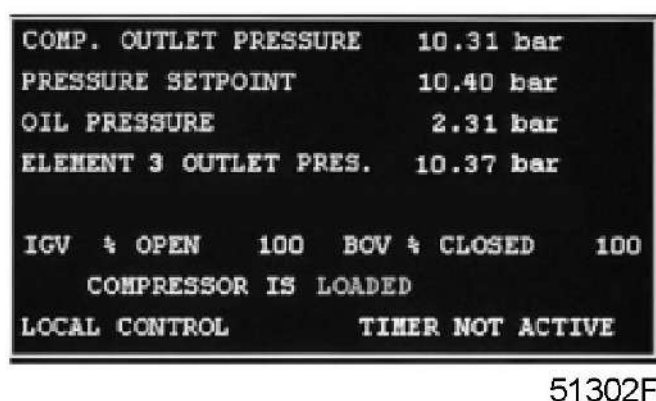 COMP. OUTLET PRESSURE 10.31 bar
PRESSURE SETPOINT 10.40 bar
OIL PRESSURE 2.31 bar
ELEMENT 3 OUTLET PRES. 10.37 bar
IGV % OPEN 100 BOV % CLOSED 100
COMPRESSOR IS LOADED
LOCAL CONTROL TIMER NOT ACTIVE
51302F